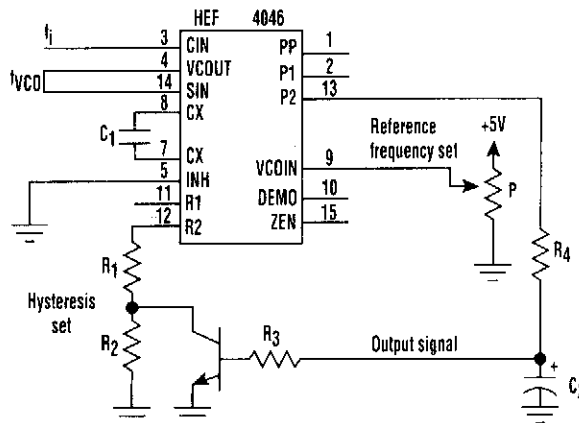 HEF 4046
fi
3
CIN
4
VCOUT
fVCO
14
SIN
8
CX
C1
7
CX
5
INH
11
R1
12
R2
PP
1
P1
2
P2
13
VCOIN
9
DEMO
10
ZEN
15
Reference
frequency set
+5V
P
R4
R1
Hysteresis
set
R2
R3
Output signal
+